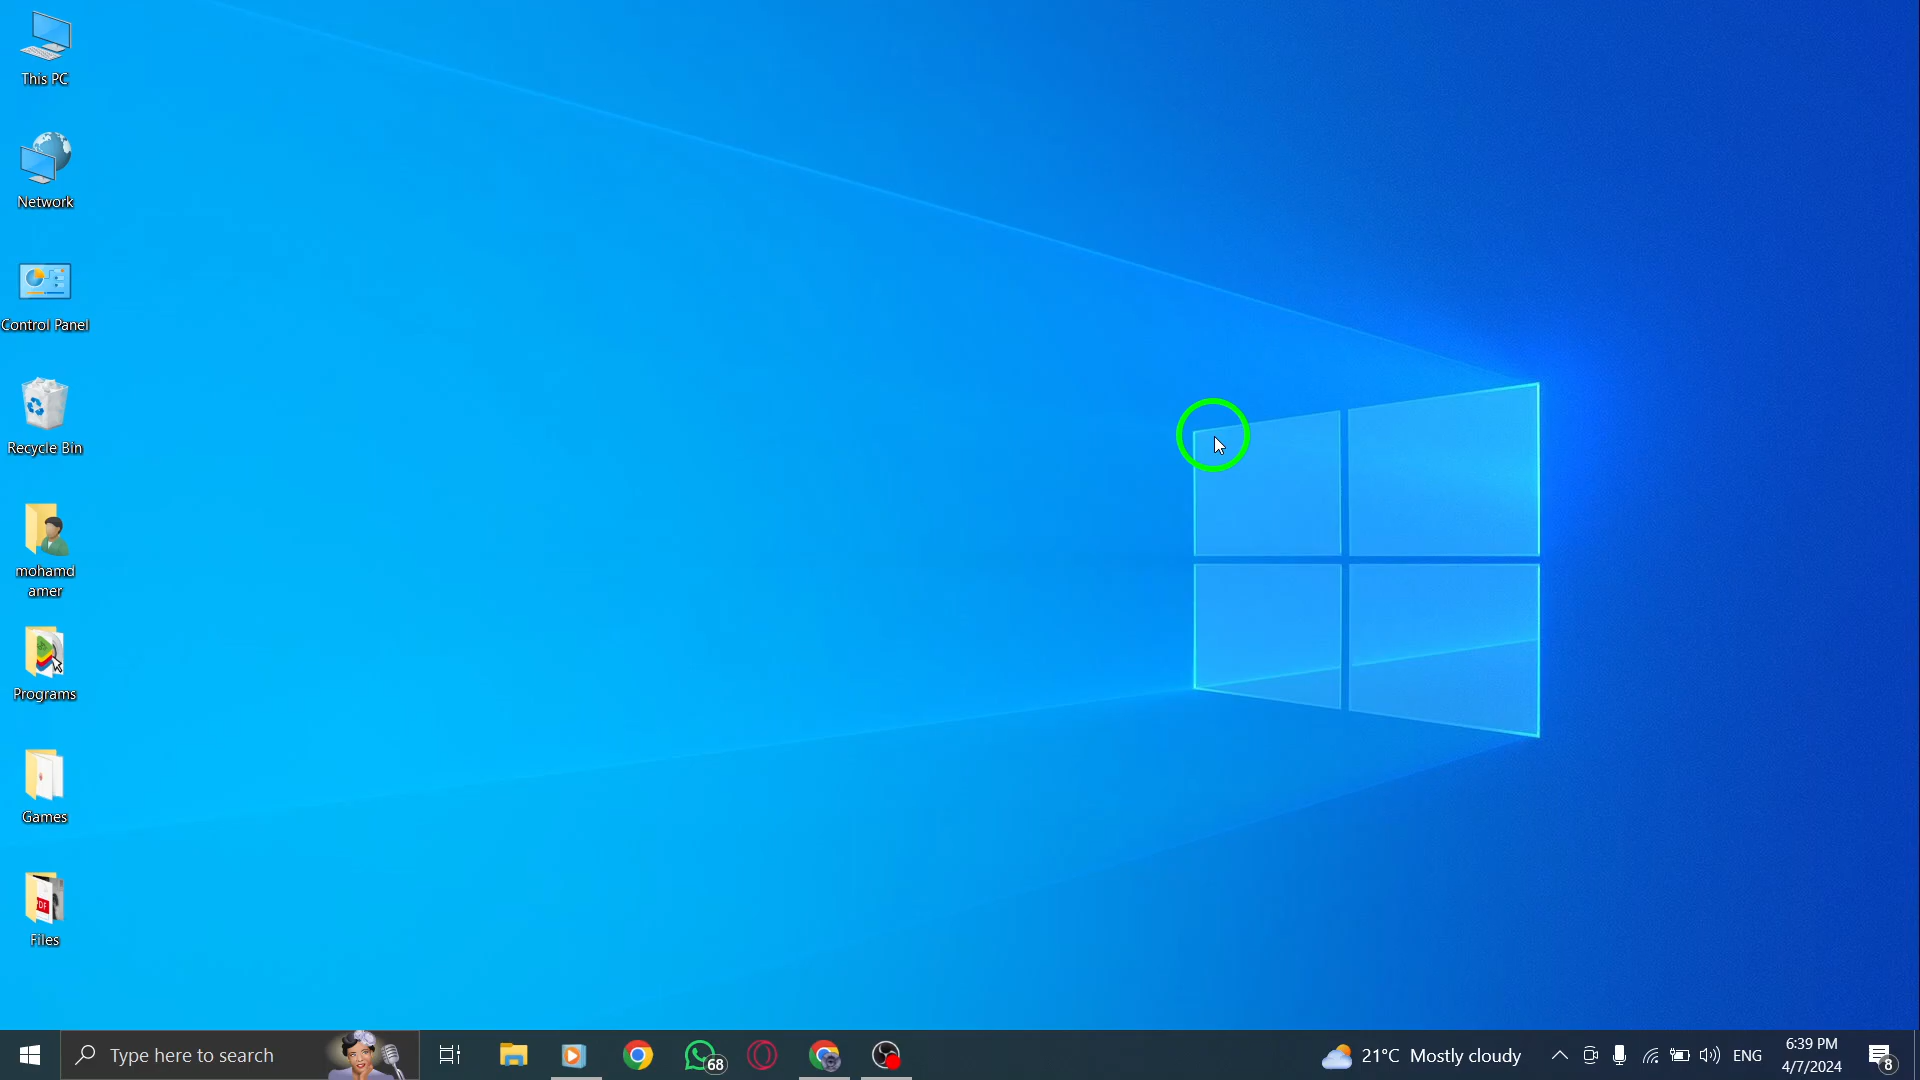 This PC
Network
Control Panel
Recycle Bin
mohamd
amer
Programs
Games
PDF
Files
Type here to search
68
21°C Mostly cloudy
ENG
6:39 PM
4/7/2024
8